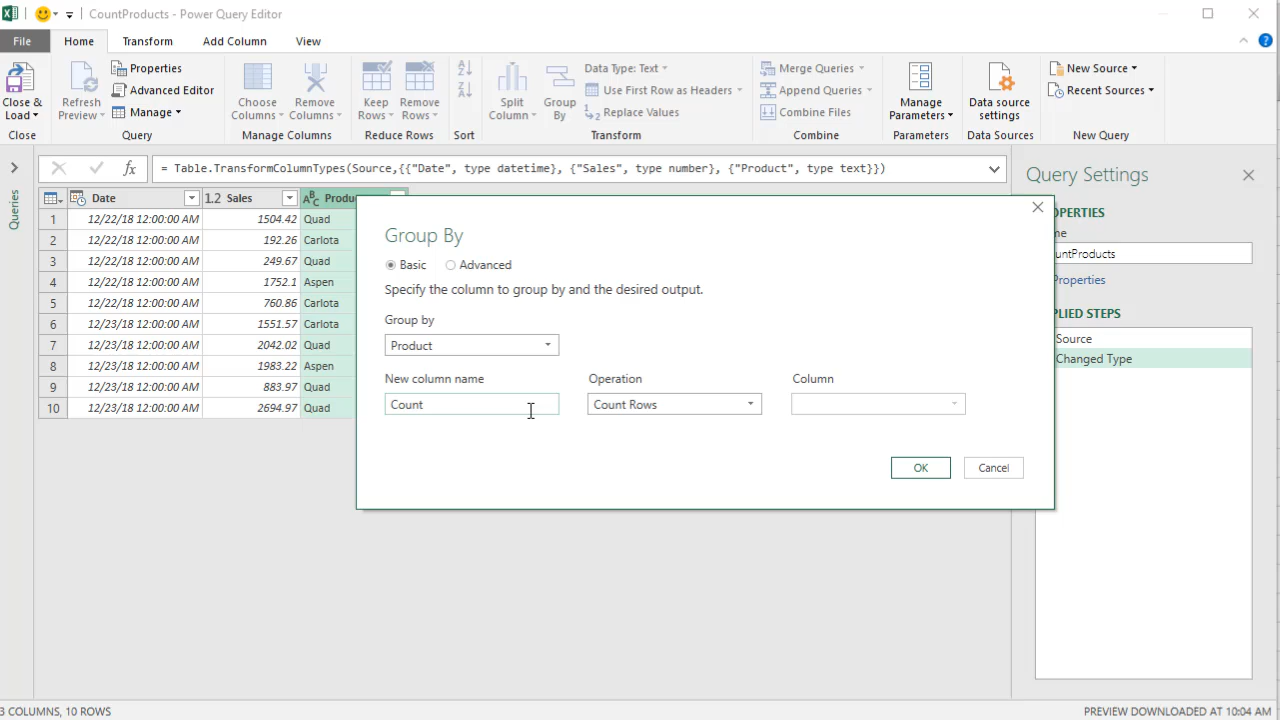 CountProducts - Power Query Editor
File Home Transform Add Column View
Close & Load
Close
Refresh Preview
Properties
Advanced Editor
Manage
Query
Choose Columns
Remove Columns
Manage Columns
Keep Rows
Remove Rows
Reduce Rows
Sort
Split Column
Group By
Data Type: Text
Use First Row as Headers
Replace Values
Transform
Merge Queries
Append Queries
Combine Files
Combine
Manage Parameters
Parameters
Data source settings
Data Sources
New Source
Recent Sources
New Query
fx = Table.TransformColumnTypes(Source,{{"Date", type datetime}, {"Sales", type number}, {"Product", type text}})
Queries
Date 1.2 Sales ABC Produc
1 12/22/18 12:00:00 AM 1504.42 Quad
2 12/22/18 12:00:00 AM 192.26 Carlota
3 12/22/18 12:00:00 AM 249.67 Quad
4 12/22/18 12:00:00 AM 1752.1 Aspen
5 12/22/18 12:00:00 AM 760.86 Carlota
6 12/23/18 12:00:00 AM 1551.57 Carlota
7 12/23/18 12:00:00 AM 2042.02 Quad
8 12/23/18 12:00:00 AM 1983.22 Aspen
9 12/23/18 12:00:00 AM 883.97 Quad
10 12/23/18 12:00:00 AM 2694.97 Quad
Group By
Basic Advanced
Specify the column to group by and the desired output.
Group by
Product
New column name Operation Column
Count Count Rows
OK Cancel
Query Settings
OPERTIES
me
untProducts
Properties
PLIED STEPS
Source
Changed Type
3 COLUMNS, 10 ROWS
PREVIEW DOWNLOADED AT 10:04 AM